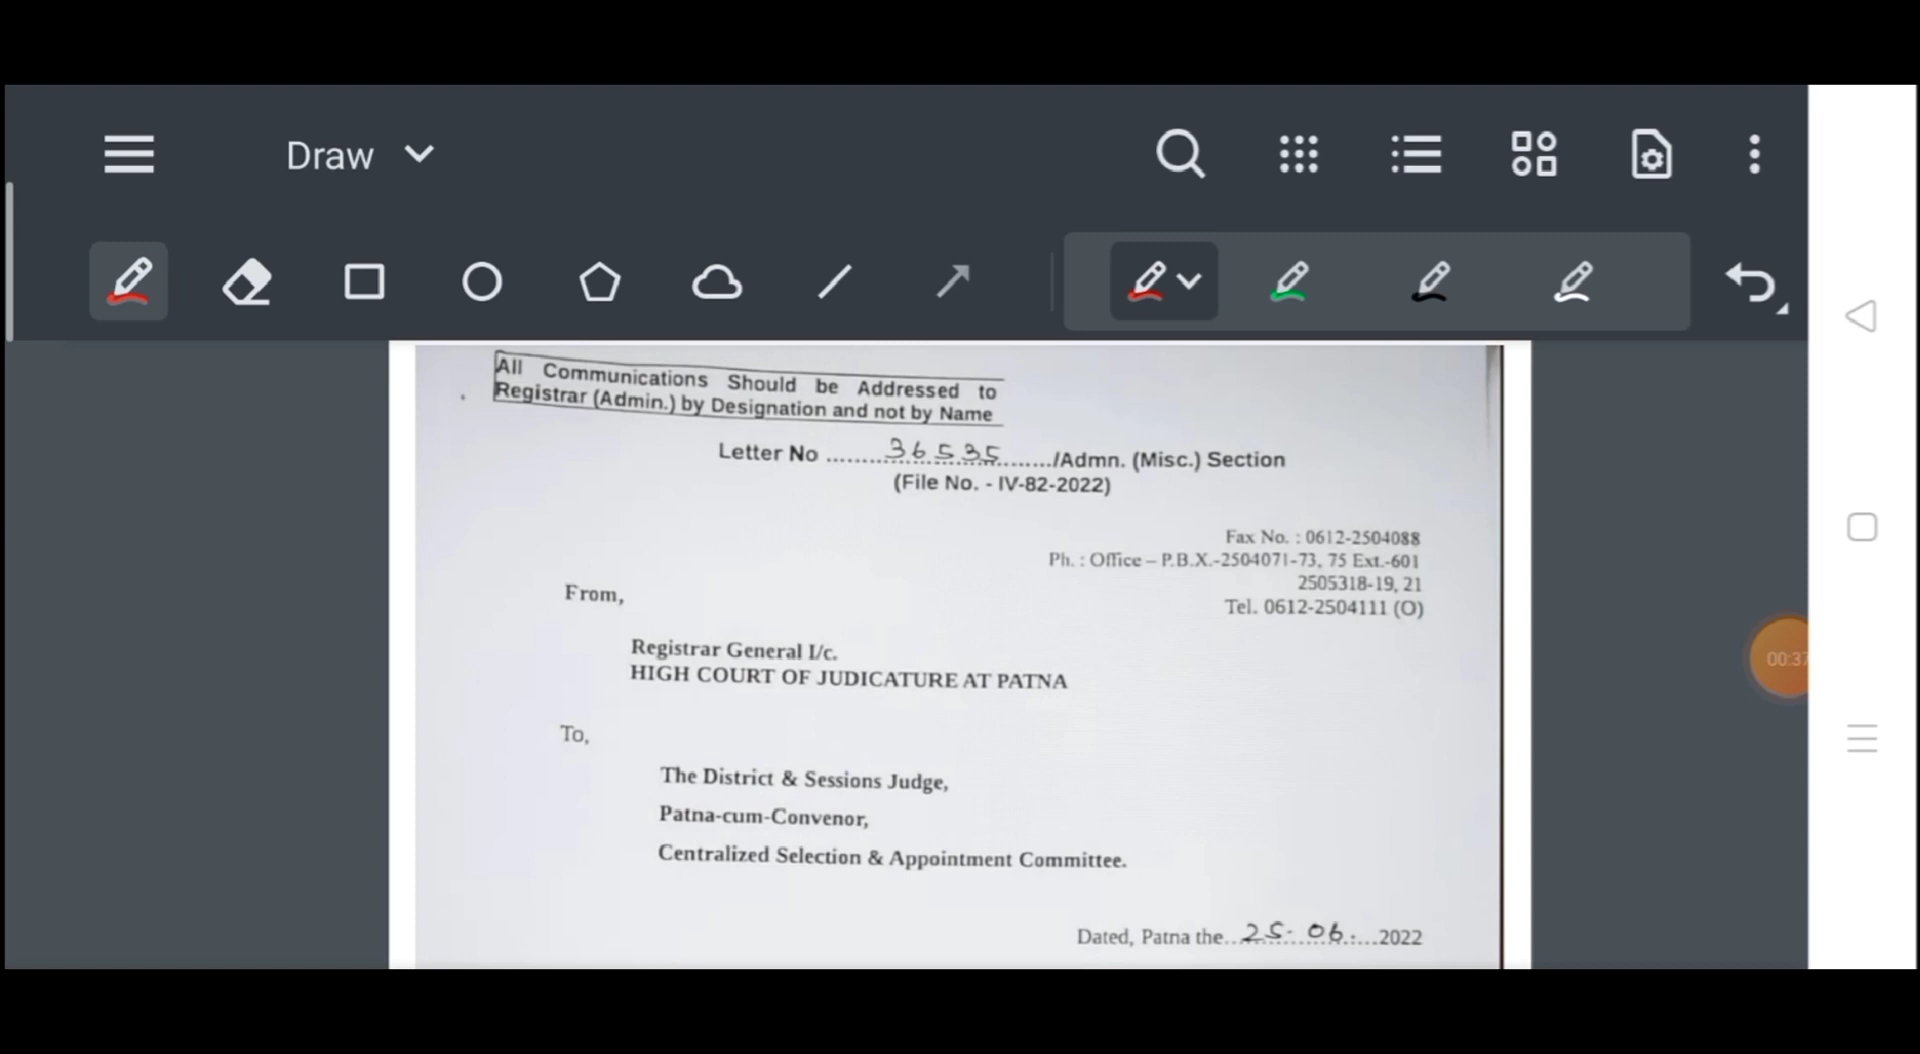 Draw
All Communications Should be Addressed to
Registrar (Admin.) by Designation and not by Name
Letter No ........36535......../Admn. (Misc.) Section
(File No. - IV-82-2022)
Fax No. : 0612-2504088
Ph. : Office – P.B.X.-2504071-73, 75 Ext.-601
2505318-19, 21
Tel. 0612-2504111 (O)
From,
00:37
Registrar General I/c.
HIGH COURT OF JUDICATURE AT PATNA
To,
The District & Sessions Judge,
Patna-cum-Convenor,
Centralized Selection & Appointment Committee.
Dated, Patna the..25-06....2022